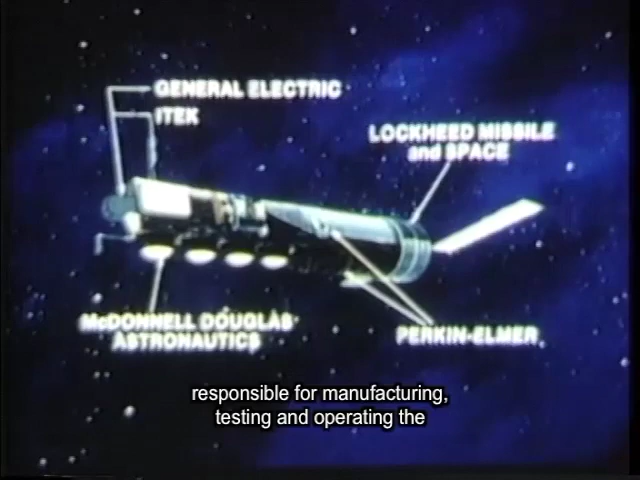 GENERAL ELECTRIC
ITEK
LOCKHEED MISSILE
and SPACE
McDONNELL DOUGLAS
ASTRONAUTICS
PERKIN-ELMER
responsible for manufacturing,
testing and operating the